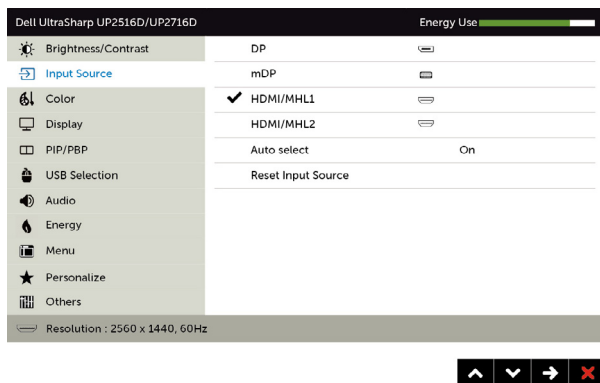 Dell UltraSharp UP2516D/UP2716D Energy Use
Brightness/Contrast DP
Input Source mDP
Color HDMI/MHL1
Display HDMI/MHL2
PIP/PBP Auto select On
USB Selection Reset Input Source
Audio
Energy
Menu
Personalize
Others
Resolution : 2560 x 1440, 60Hz